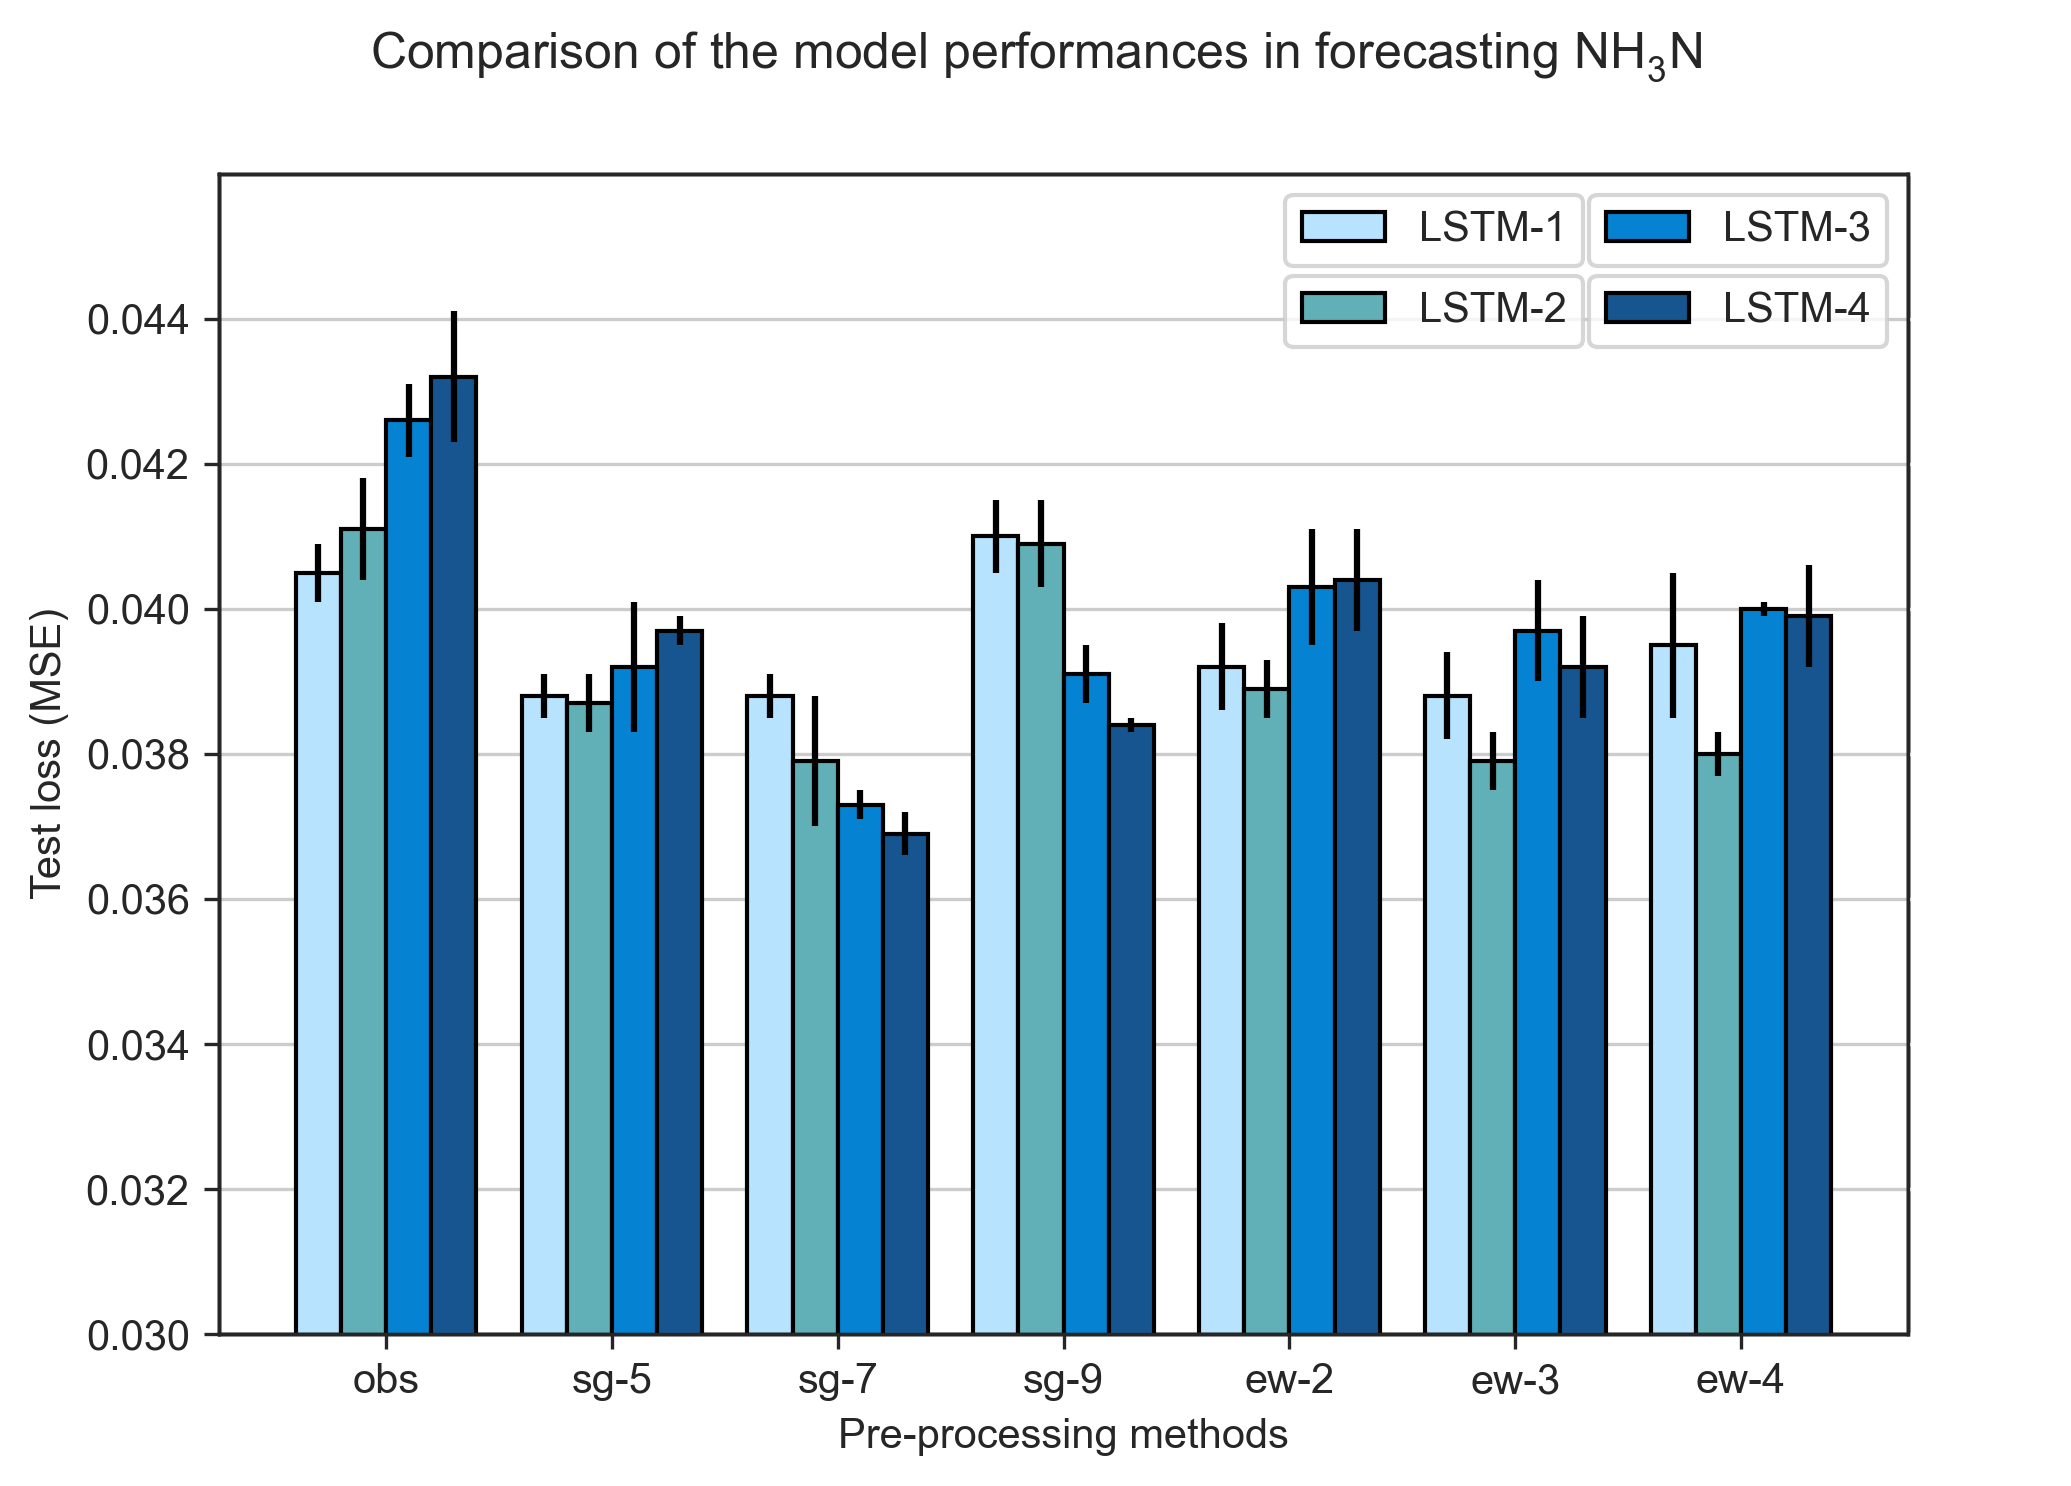 Comparison of the model performances in forecasting NH₃N
LSTM-1
LSTM-3
LSTM-2
LSTM-4
0.044
0.042
0.040
0.038
0.036
0.034
0.032
0.030
Test loss (MSE)
obs
sg-5
sg-7
sg-9
ew-2
ew-3
ew-4
Pre-processing methods